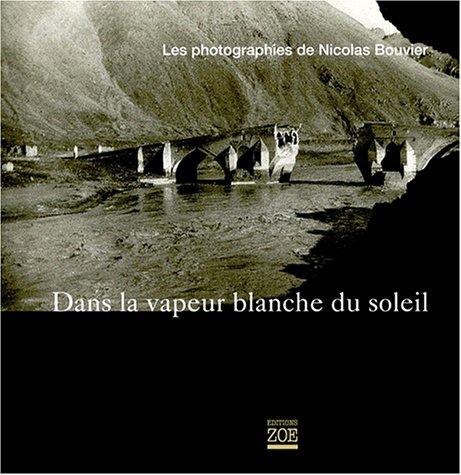 Les photographies de Nicolas Bouvier
Dans la vapeur blanche du soleil
EDITIONS
ZOE